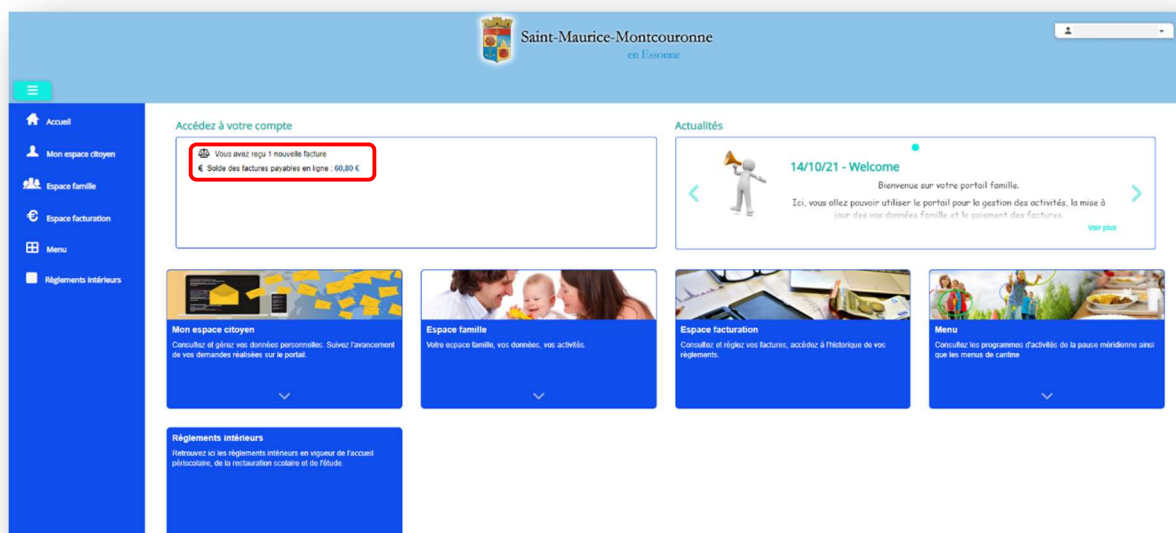 Saint-Maurice-Montcouronne
en Essonne
Accueil
Mon espace citoyen
Espace famille
Espace facturation
Menu
Règlements intérieurs
Accédez à votre compte
Vous avez reçu 1 nouvelle facture
€ Solde des factures payables en ligne : 60,80 €
Actualités
14/10/21 - Welcome
Bienvenue sur votre portail famille.
Ici, vous allez pouvoir utiliser le portail pour la gestion des activités, la mise à
jour des vos données famille et le paiement des factures.
Voir plus
Mon espace citoyen
Consultez et gérez vos données personnelles. Suivez l'avancement
de vos demandes réalisées sur le portail.
Espace famille
Votre espace famille, vos données, vos activités.
Espace facturation
Consultez et réglez vos factures, accédez à l'historique de vos
règlements.
Menu
Consultez les programmes d'activités de la pause méridienne ainsi
que les menus de cantine
Règlements intérieurs
Retrouvez ici les règlements intérieurs en vigueur de l'accueil
périscolaire, de la restauration scolaire et de l'étude.